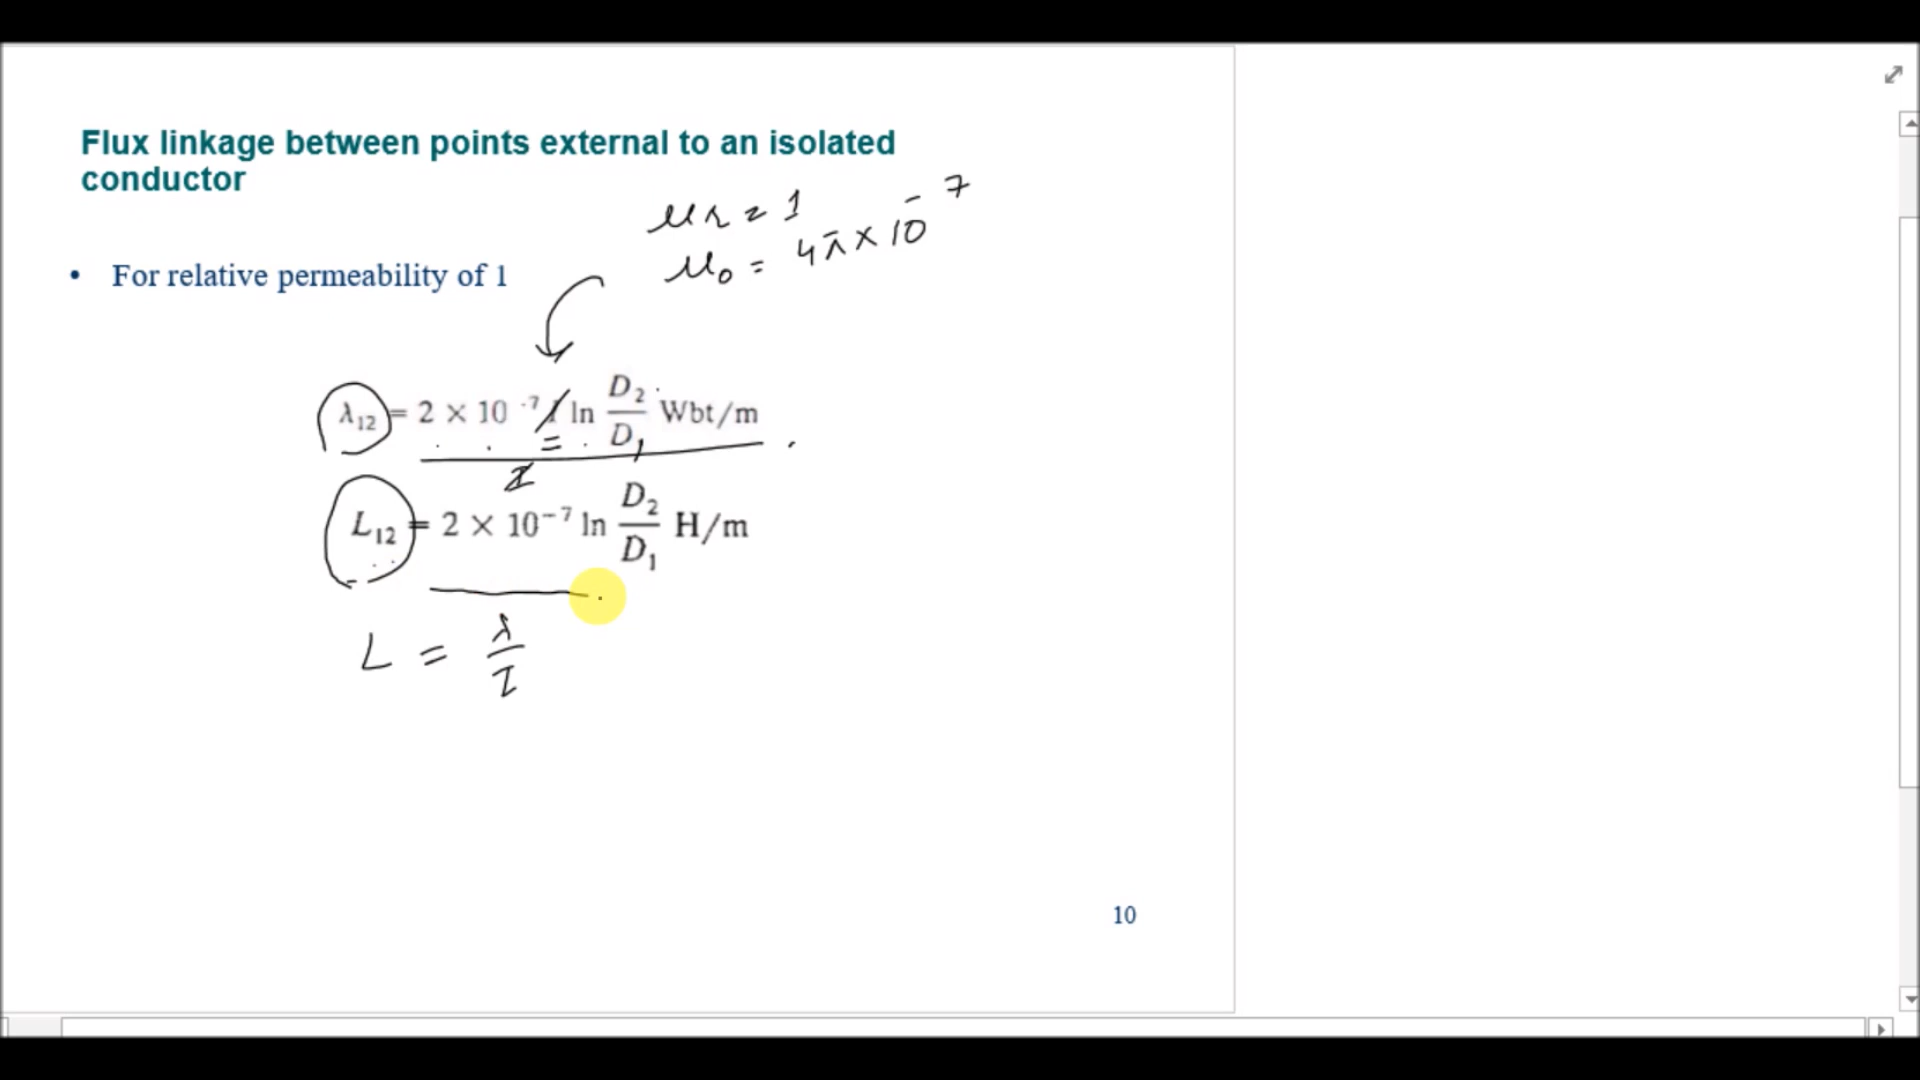 Flux linkage between points external to an isolated
conductor
μr = 1
μ₀ = 4π × 10⁻⁷
• For relative permeability of 1
λ₁₂ = 2 × 10⁻⁷ I ln D₂/D₁ Wbt/m
I
L₁₂ = 2 × 10⁻⁷ ln D₂/D₁ H/m
L = λ/I
10